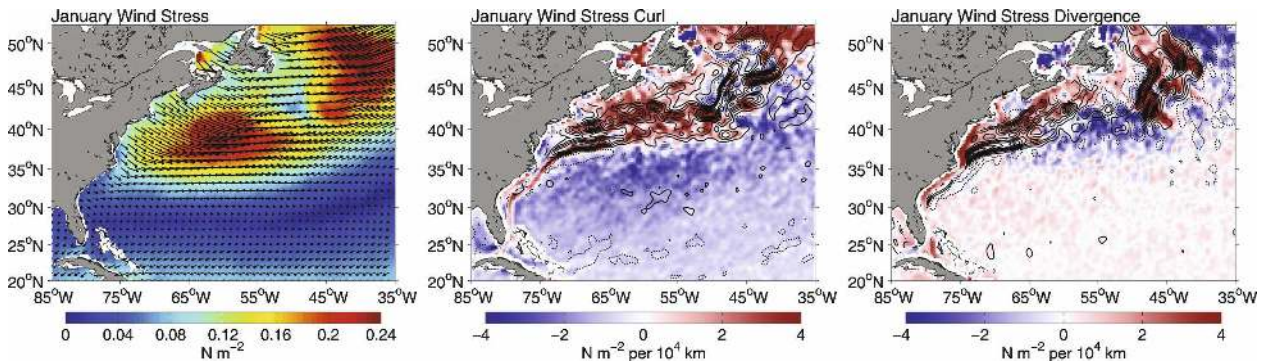 January Wind Stress
50°N
45°N
40°N
35°N
30°N
25°N
20°N
85°W 75°W 65°W 55°W 45°W 35°W
0 0.04 0.08 0.12 0.16 0.2 0.24
N m⁻²
January Wind Stress Curl
50°N
45°N
40°N
35°N
30°N
25°N
20°N
85°W 75°W 65°W 55°W 45°W 35°W
−4 −2 0 2 4
N m⁻² per 10⁴ km
January Wind Stress Divergence
50°N
45°N
40°N
35°N
30°N
25°N
20°N
85°W 75°W 65°W 55°W 45°W 35°W
−4 −2 0 2 4
N m⁻² per 10⁴ km